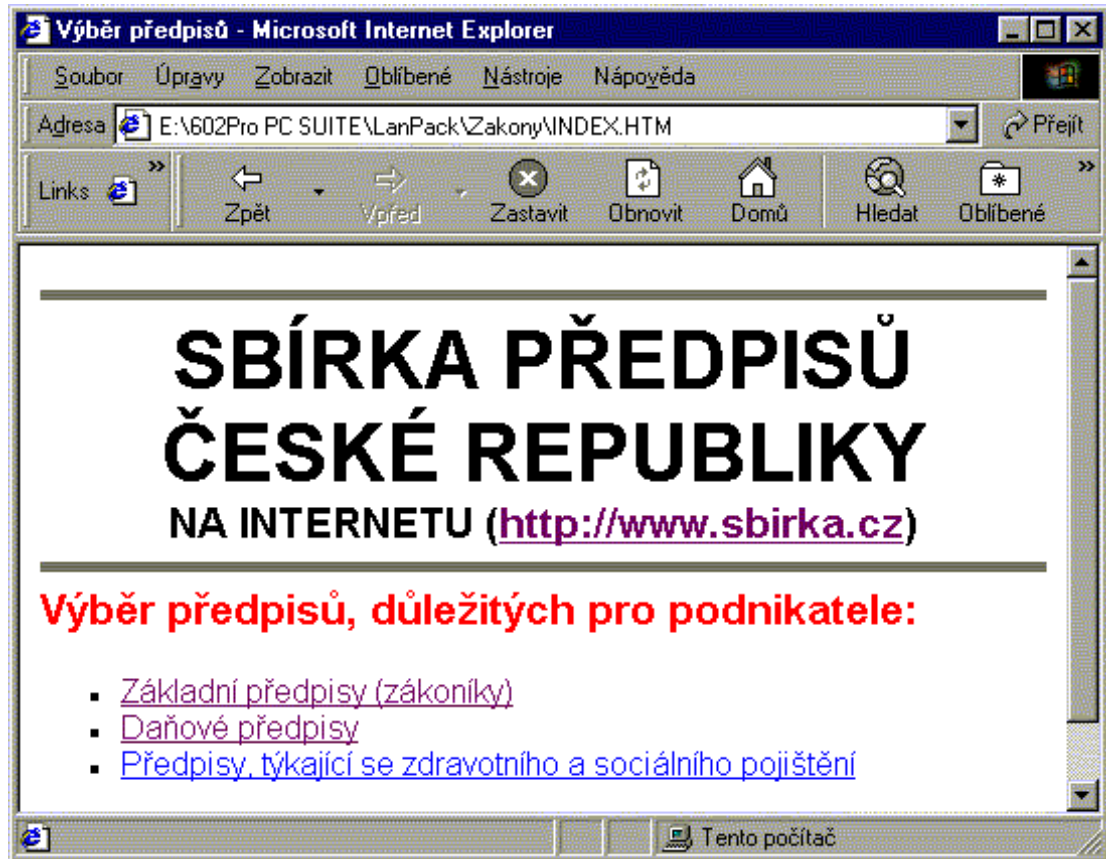 Výběr předpisů - Microsoft Internet Explorer
Soubor Úpravy Zobrazit Oblíbené Nástroje Nápověda
Adresa E:\602Pro PC SUITE\LanPack\Zakony\INDEX.HTM Přejít
Links » Zpět Vpřed Zastavit Obnovit Domů Hledat Oblíbené »
SBÍRKA PŘEDPISŮ
ČESKÉ REPUBLIKY
NA INTERNETU (http://www.sbirka.cz)
Výběr předpisů, důležitých pro podnikatele:
▪ Základní předpisy (zákoníky)
▪ Daňové předpisy
▪ Předpisy, týkající se zdravotního a sociálního pojištění
Tento počítač